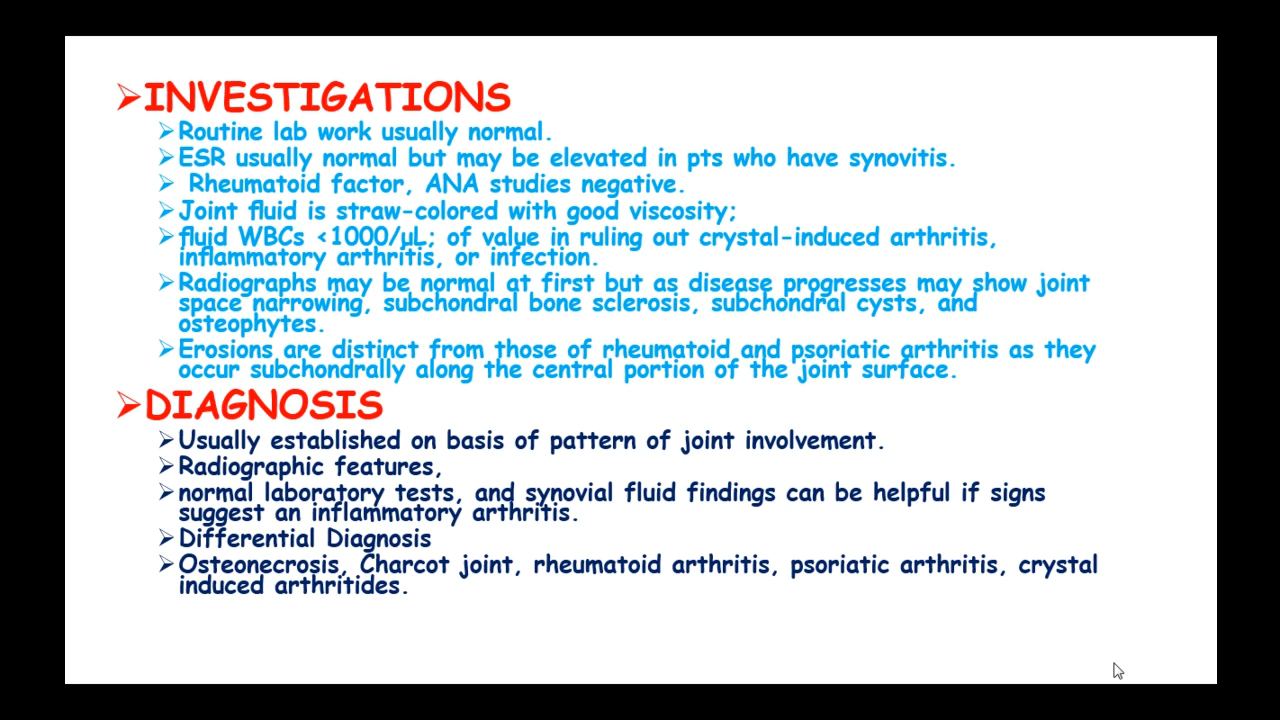 ➢INVESTIGATIONS
➢Routine lab work usually normal.
➢ESR usually normal but may be elevated in pts who have synovitis.
➢ Rheumatoid factor, ANA studies negative.
➢Joint fluid is straw-colored with good viscosity;
➢fluid WBCs <1000/μL; of value in ruling out crystal-induced arthritis,
inflammatory arthritis, or infection.
➢Radiographs may be normal at first but as disease progresses may show joint
space narrowing, subchondral bone sclerosis, subchondral cysts, and
osteophytes.
➢Erosions are distinct from those of rheumatoid and psoriatic arthritis as they
occur subchondrally along the central portion of the joint surface.
➢DIAGNOSIS
➢Usually established on basis of pattern of joint involvement.
➢Radiographic features,
➢normal laboratory tests, and synovial fluid findings can be helpful if signs
suggest an inflammatory arthritis.
➢Differential Diagnosis
➢Osteonecrosis, Charcot joint, rheumatoid arthritis, psoriatic arthritis, crystal
induced arthritides.